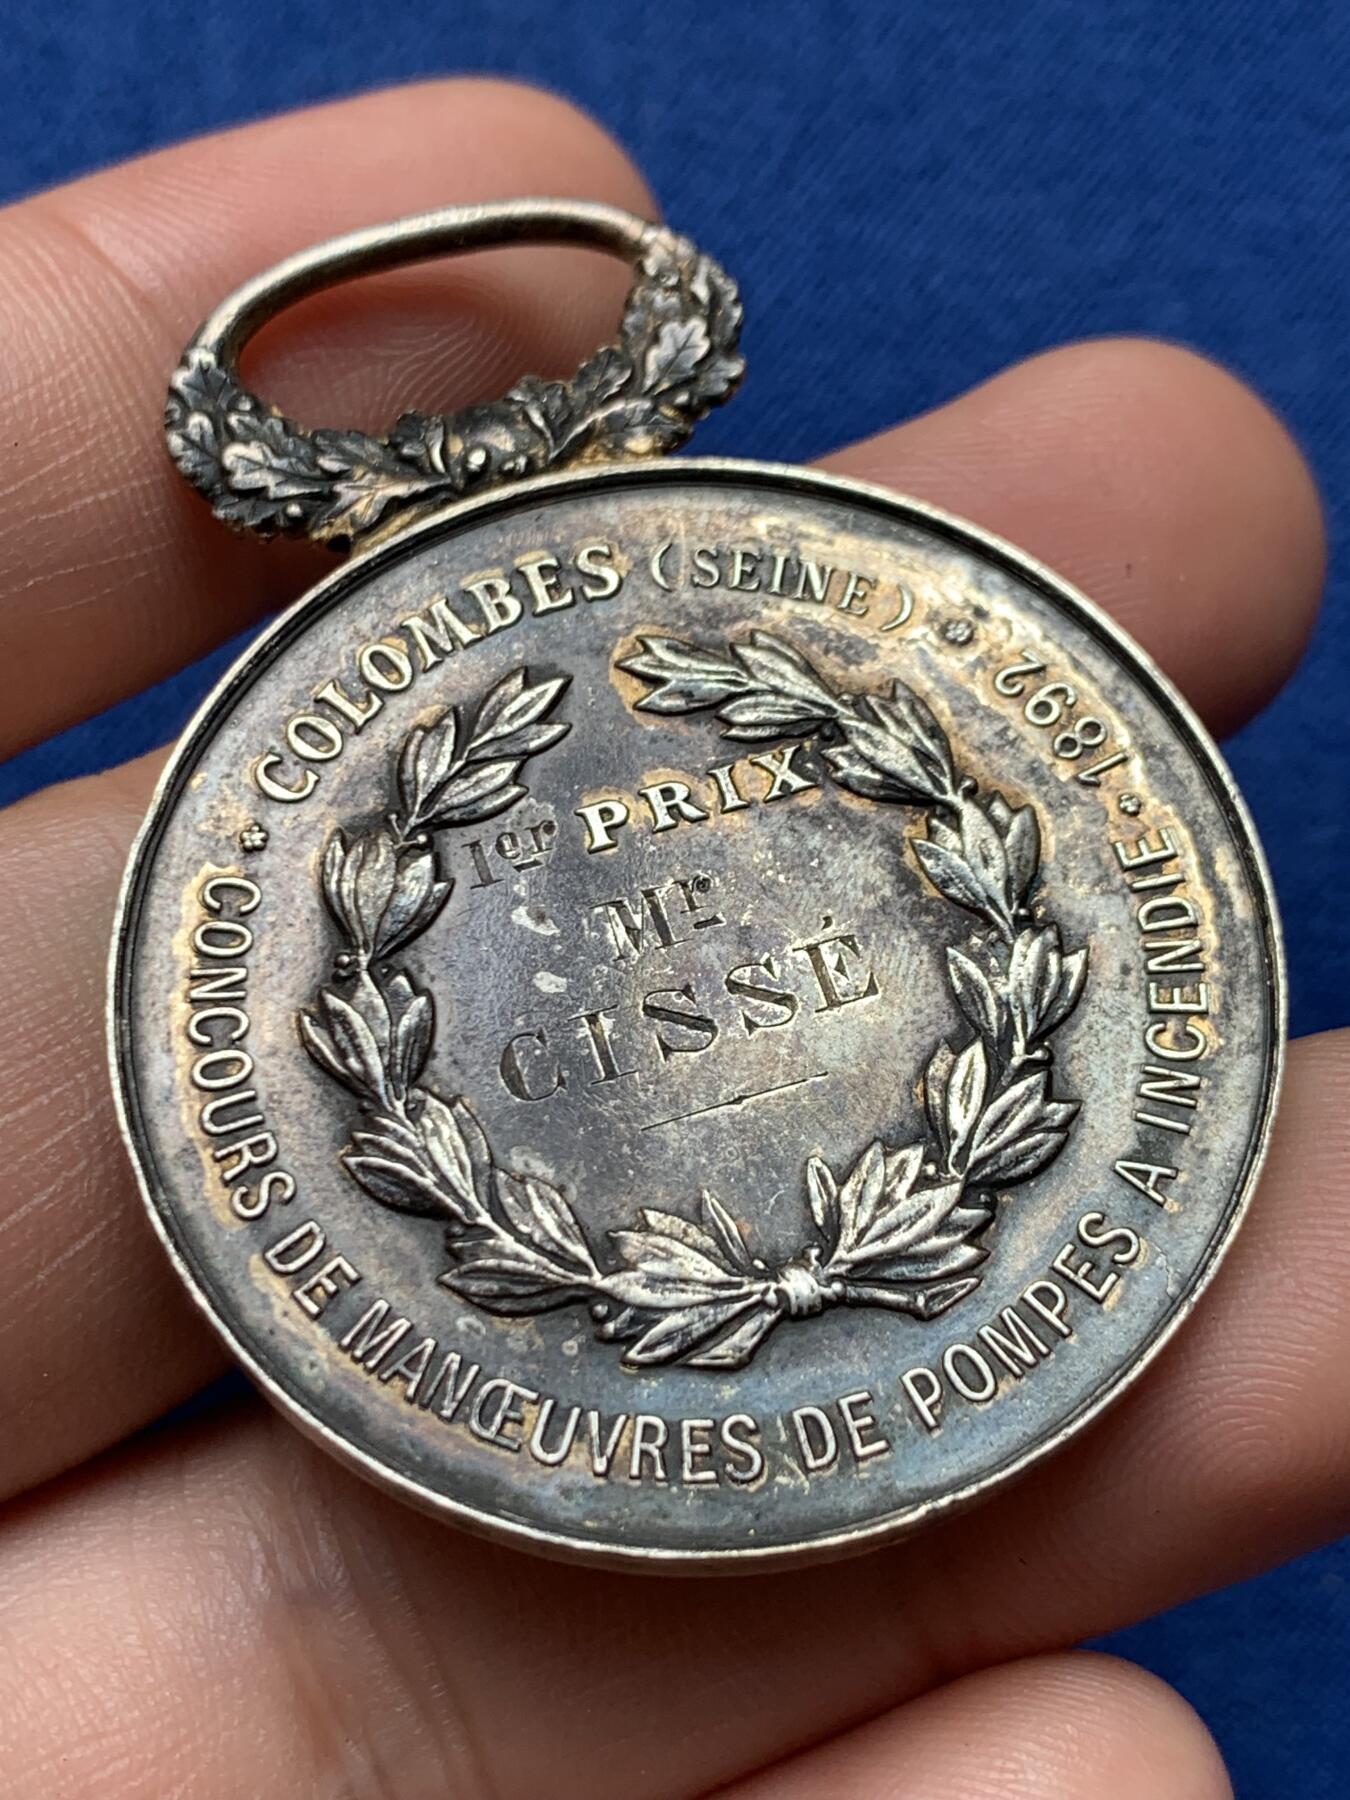 COLOMBES (SEINE) * 1892 *
CONCOURS DE MANŒUVRES DE POMPES A INCENDIE
1er PRIX
Mr
CISSÉ